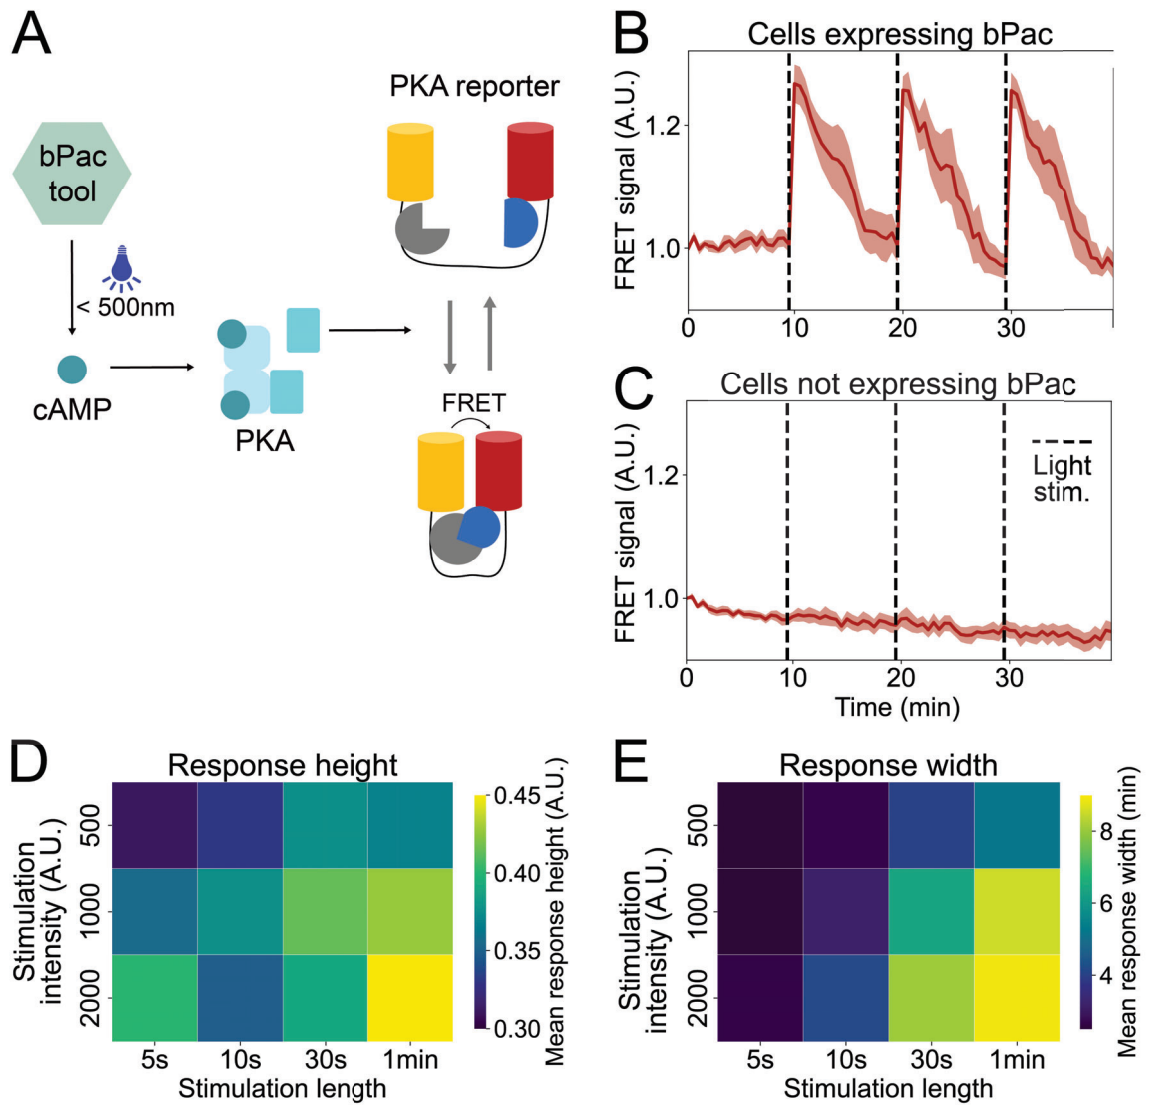 A
bPac
tool
< 500nm
cAMP
PKA
PKA reporter
FRET
B
Cells expressing bPac
FRET signal (A.U.)
1.2
1.0
0
10
20
30
C
Cells not expressing bPac
FRET signal (A.U.)
1.2
1.0
Light
stim.
0
10
20
30
Time (min)
D
Response height
Stimulation
intensity (A.U.)
500
1000
2000
5s
10s
30s
1min
Stimulation length
0.45
0.40
0.35
0.30
Mean response height (A.U.)
E
Response width
Stimulation
intensity (A.U.)
500
1000
2000
5s
10s
30s
1min
Stimulation length
8
6
4
Mean response width (min)